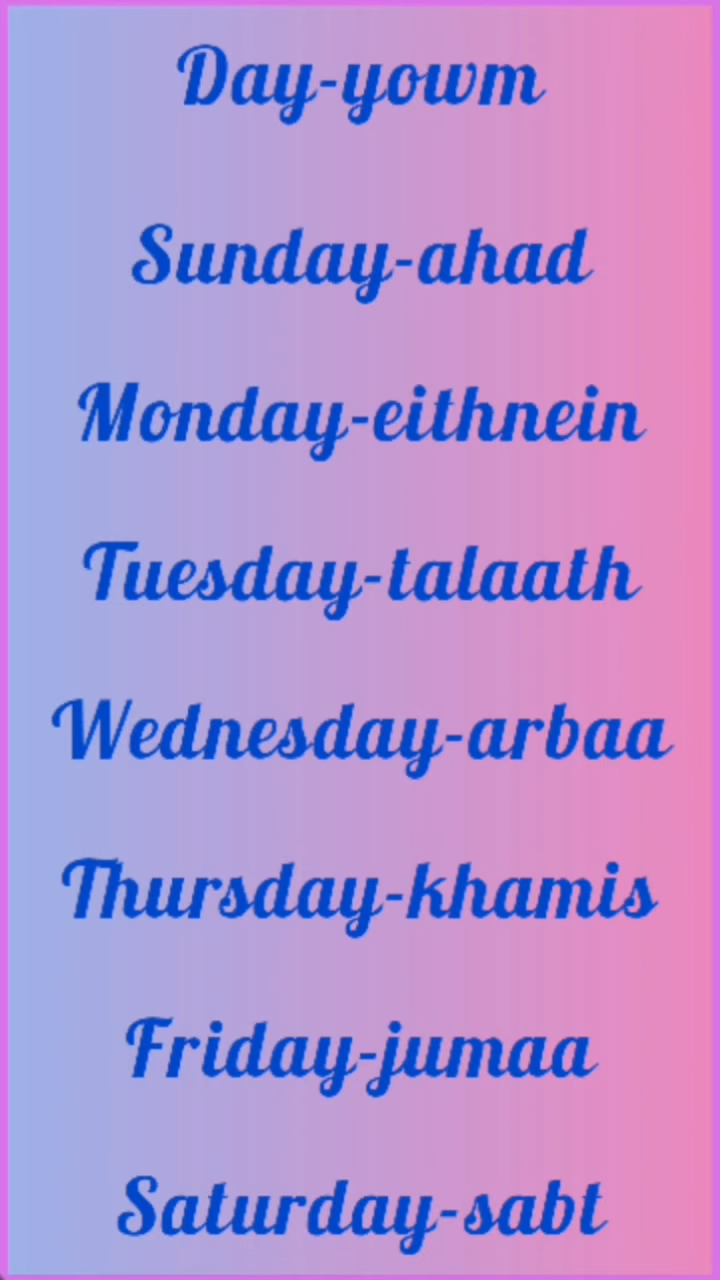 Day-yowm
Sunday-ahad
Monday-eithnein
Tuesday-talaath
Wednesday-arbaa
Thursday-khamis
Friday-jumaa
Saturday-sabt